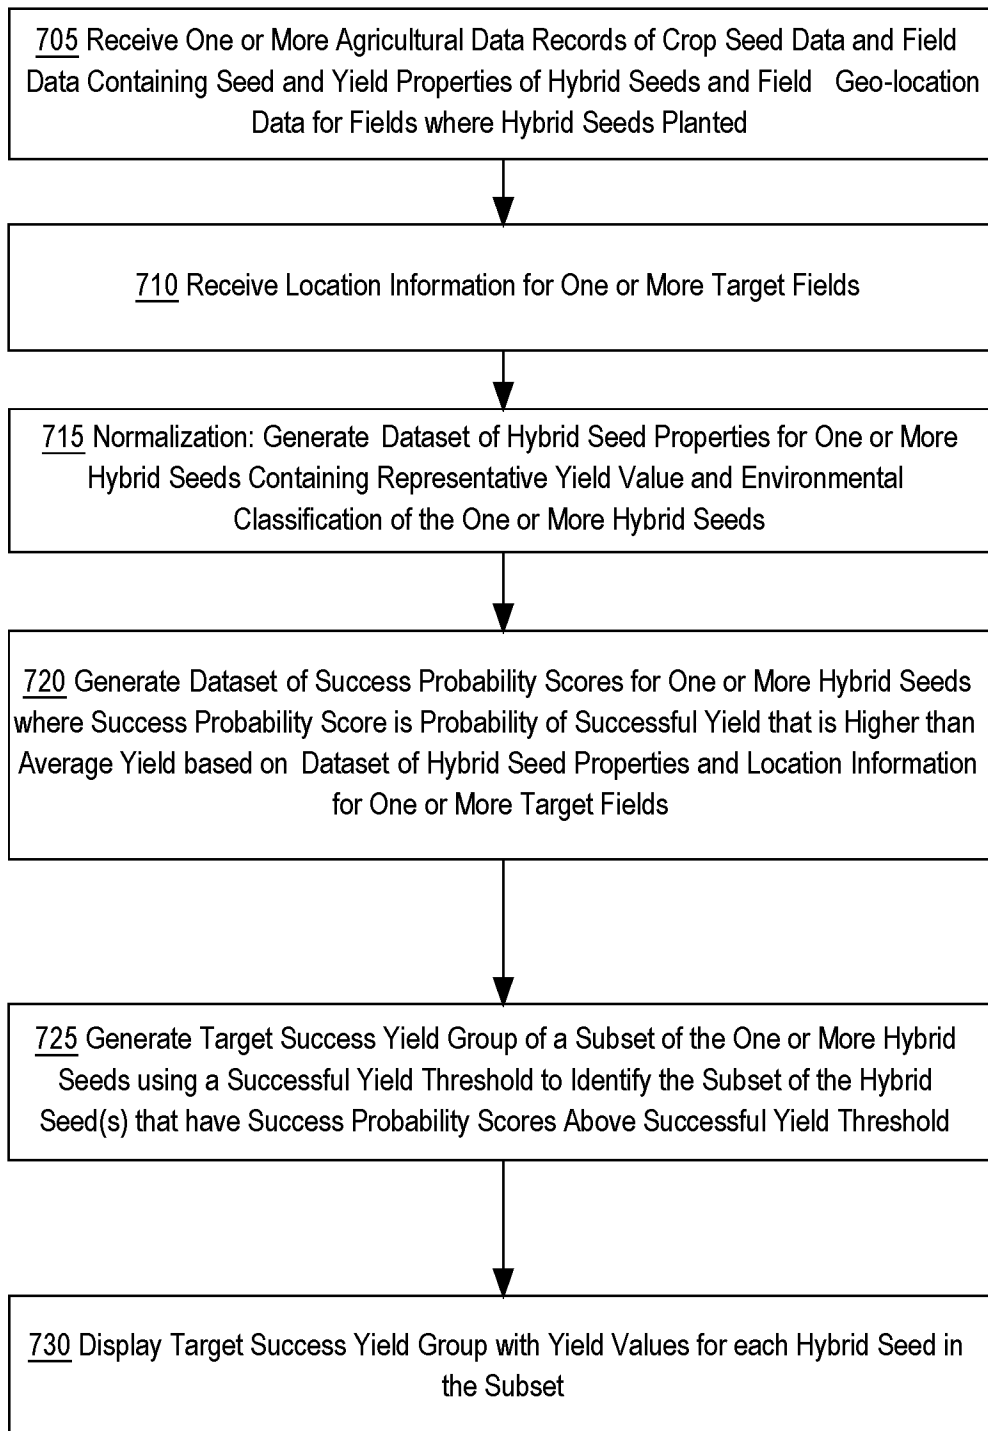 705 Receive One or More Agricultural Data Records of Crop Seed Data and Field
Data Containing Seed and Yield Properties of Hybrid Seeds and Field Geo-location
Data for Fields where Hybrid Seeds Planted
710 Receive Location Information for One or More Target Fields
715 Normalization: Generate Dataset of Hybrid Seed Properties for One or More
Hybrid Seeds Containing Representative Yield Value and Environmental
Classification of the One or More Hybrid Seeds
720 Generate Dataset of Success Probability Scores for One or More Hybrid Seeds
where Success Probability Score is Probability of Successful Yield that is Higher than
Average Yield based on Dataset of Hybrid Seed Properties and Location Information
for One or More Target Fields
725 Generate Target Success Yield Group of a Subset of the One or More Hybrid
Seeds using a Successful Yield Threshold to Identify the Subset of the Hybrid
Seed(s) that have Success Probability Scores Above Successful Yield Threshold
730 Display Target Success Yield Group with Yield Values for each Hybrid Seed in
the Subset